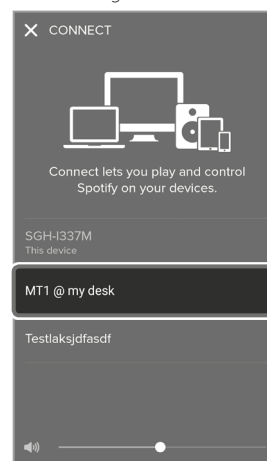 CONNECT
Connect lets you play and control
Spotify on your devices.
SGH-I337M
This device
MT1 @ my desk
Testlaksjdfasdf